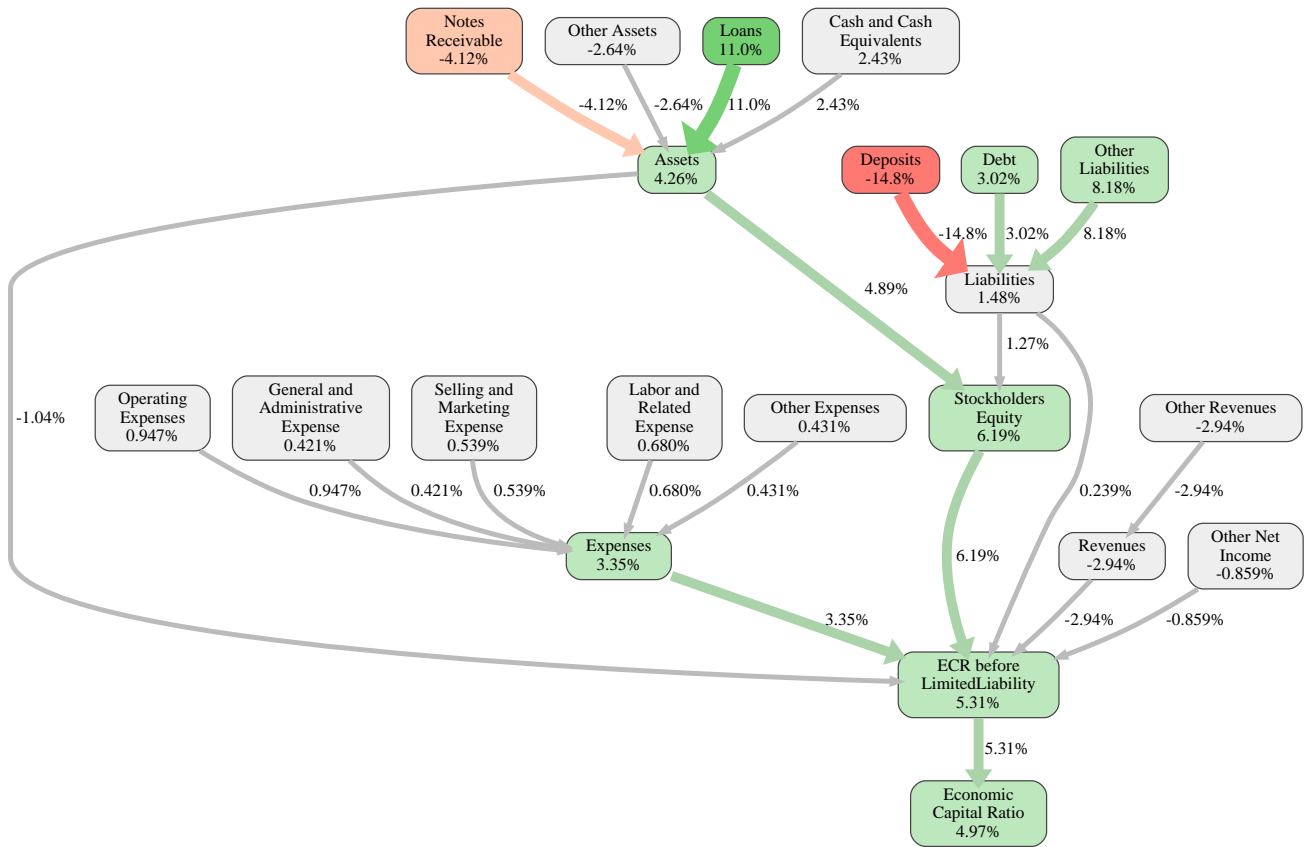 Notes
Receivable
-4.12%
Other Assets
-2.64%
Loans
11.0%
Cash and Cash
Equivalents
2.43%
-4.12%
-2.64%
11.0%
2.43%
Assets
4.26%
Deposits
-14.8%
Debt
3.02%
Other
Liabilities
8.18%
-14.8%
3.02%
8.18%
Liabilities
1.48%
4.89%
1.27%
-1.04%
Operating
Expenses
0.947%
General and
Administrative
Expense
0.421%
Selling and
Marketing
Expense
0.539%
Labor and
Related
Expense
0.680%
Other Expenses
0.431%
Stockholders
Equity
6.19%
Other Revenues
-2.94%
0.947%
0.421%
0.539%
0.680%
0.431%
0.239%
-2.94%
Expenses
3.35%
6.19%
Revenues
-2.94%
Other Net
Income
-0.859%
3.35%
-2.94%
-0.859%
ECR before
LimitedLiability
5.31%
5.31%
Economic
Capital Ratio
4.97%